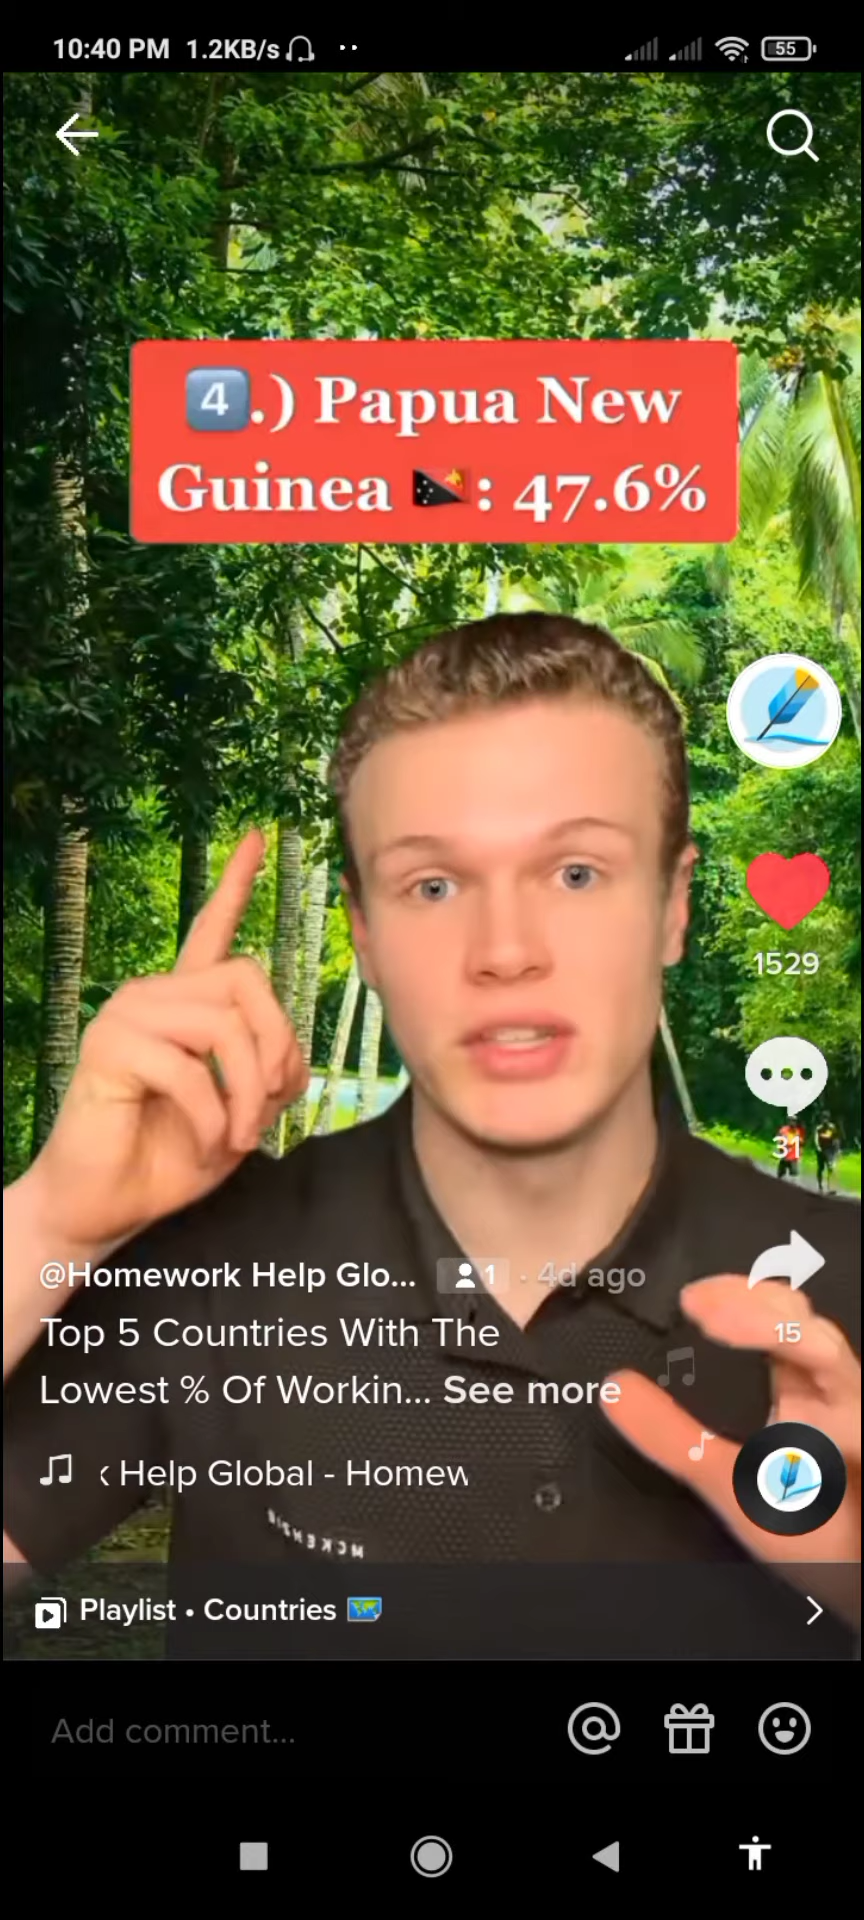 10:40 PM 1.2KB/s 55
4️⃣.) Papua New
Guinea 🇵🇬: 47.6%
1529
31
@Homework Help Glo... 1 · 4d ago
15
Top 5 Countries With The
Lowest % Of Workin... See more
Help Global - Homew
MCKENZIE
Playlist • Countries 🗺️
Add comment...